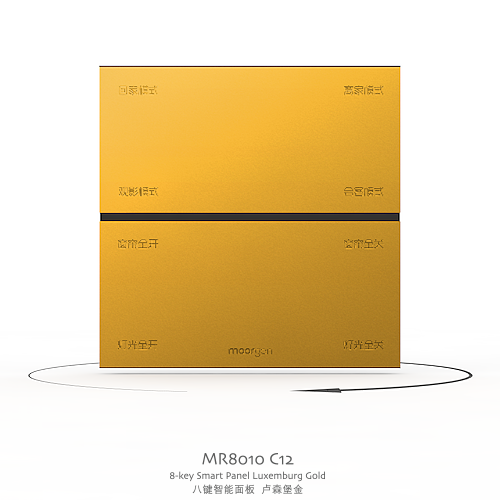 回家模式 离家模式
观影模式 会客模式
窗帘全开 窗帘全关
灯光全开 moorgen 灯光全关
MR8010 C12
8-key Smart Panel Luxemburg Gold
八键智能面板 卢森堡金